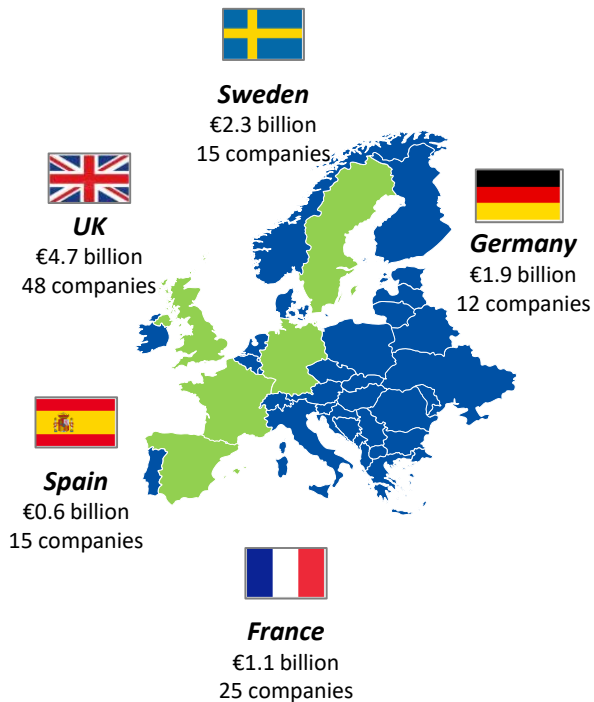 Sweden
€2.3 billion
15 companies
UK
€4.7 billion
48 companies
Germany
€1.9 billion
12 companies
Spain
€0.6 billion
15 companies
France
€1.1 billion
25 companies